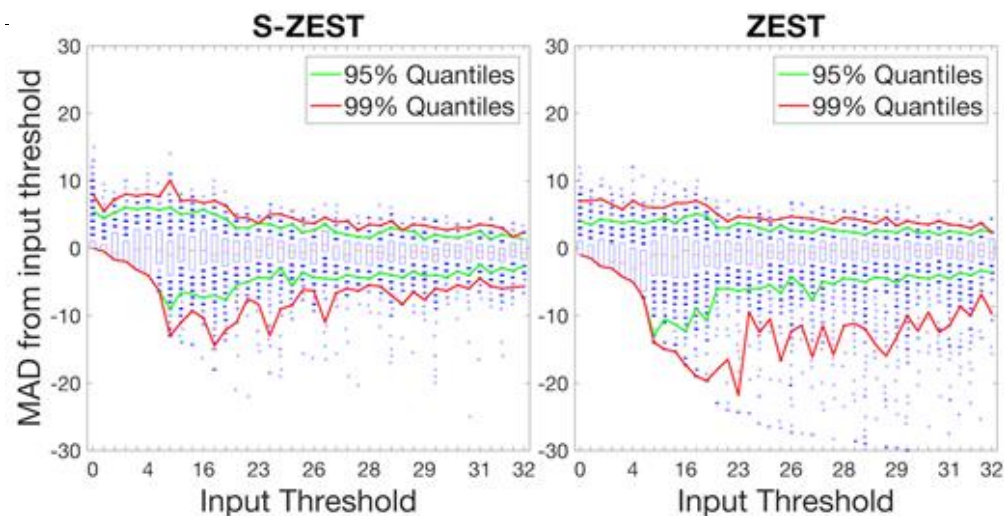 S-ZEST
ZEST
MAD from input threshold
30
20
10
0
-10
-20
-30
95% Quantiles
99% Quantiles
0 4 16 23 26 28 29 31 32
Input Threshold
30
20
10
0
-10
-20
-30
95% Quantiles
99% Quantiles
0 4 16 23 26 28 29 31 32
Input Threshold